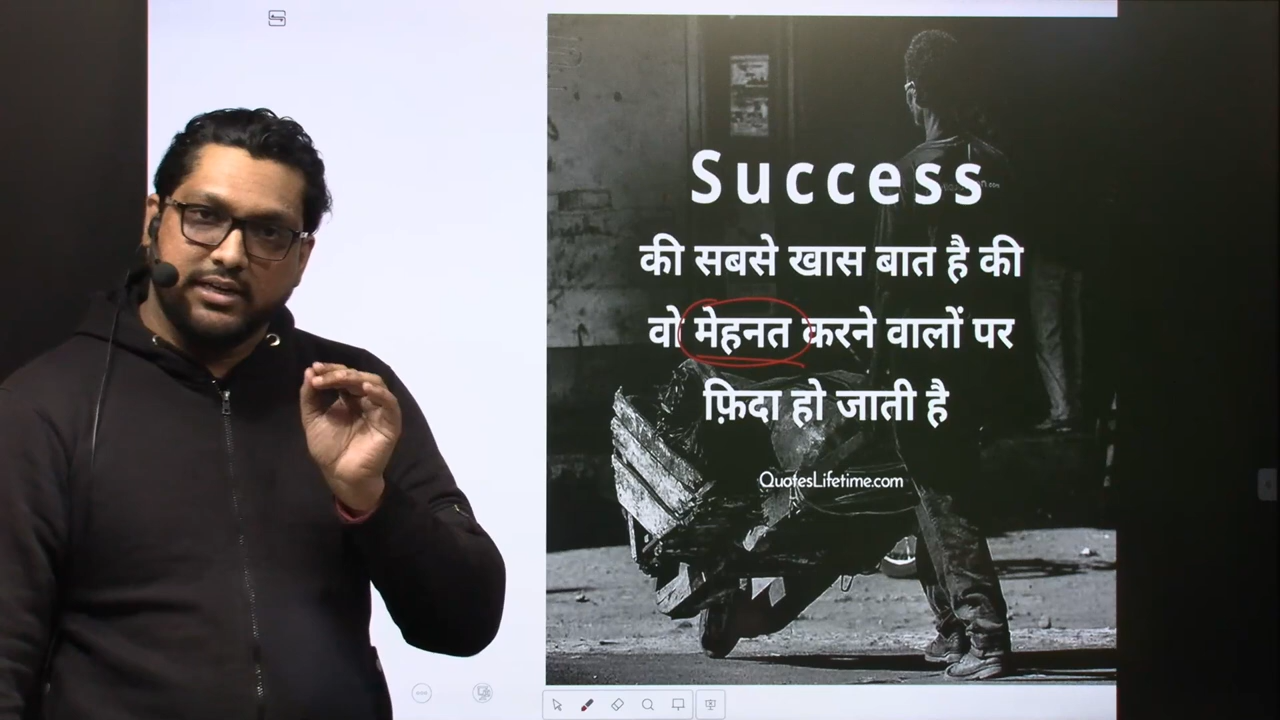 Success
की सबसे खास बात है की
वो मेहनत करने वालों पर
फ़िदा हो जाती है
QuotesLifetime.com